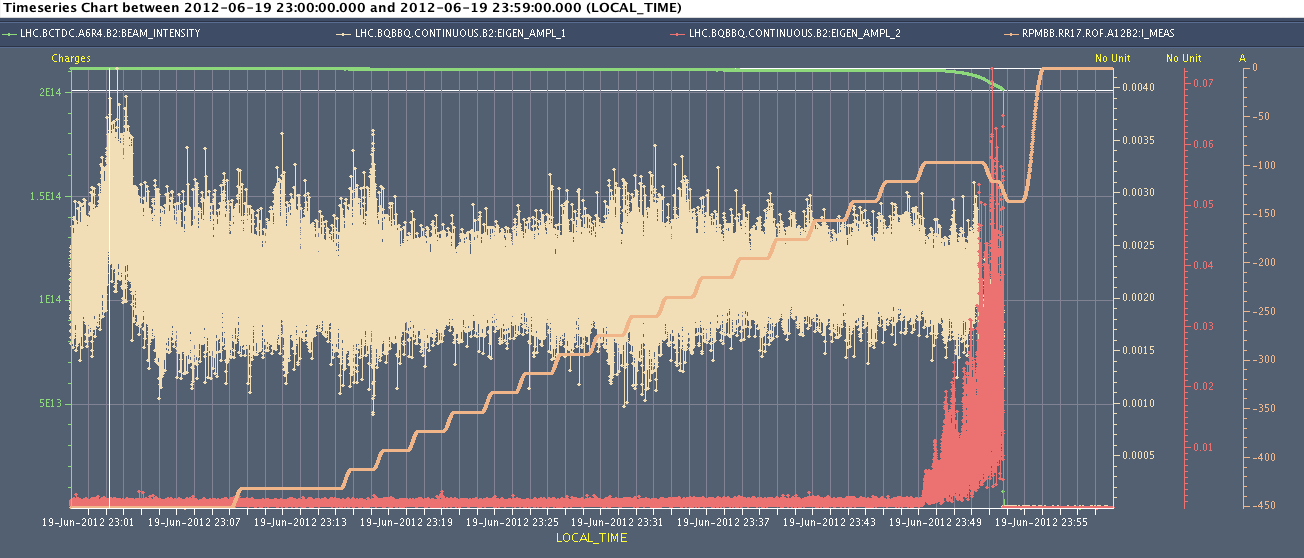 Timeseries Chart between 2012-06-19 23:00:00.000 and 2012-06-19 23:59:00.000 (LOCAL_TIME)
LHC.BCTDC.A6R4.B2:BEAM_INTENSITY LHC.BQBBQ.CONTINUOUS.B2:EIGEN_AMPL_1 LHC.BQBBQ.CONTINUOUS.B2:EIGEN_AMPL_2 RPMBB.RR17.ROF.A12B2:I_MEAS
Charges No Unit No Unit A
0
0.07
0.0040
2E14
-50
0.0035
0.06
-100
1.5E14
0.0030
0.05
-150
0.0025
-200
0.04
1E14
0.0020
-250
0.03
-300
0.0015
0.02
-350
5E13
0.0010
-400
0.01
0.0005
-450
19-Jun-2012 23:01 19-Jun-2012 23:07 19-Jun-2012 23:13 19-Jun-2012 23:19 19-Jun-2012 23:25 19-Jun-2012 23:31 19-Jun-2012 23:37 19-Jun-2012 23:43 19-Jun-2012 23:49 19-Jun-2012 23:55
LOCAL_TIME